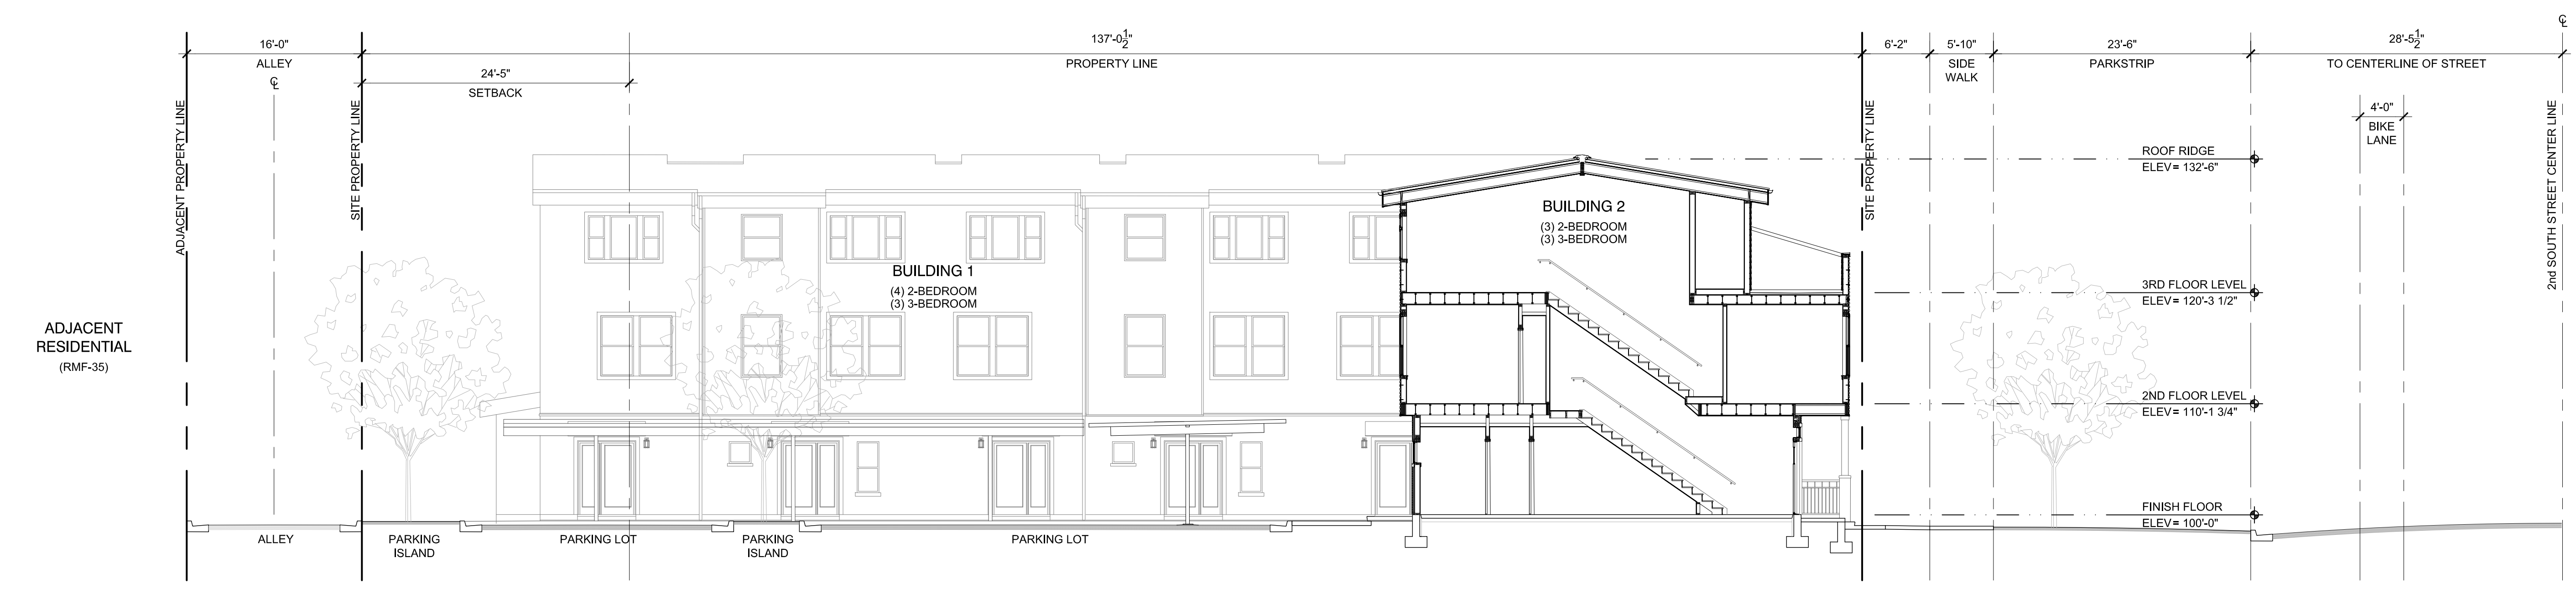 ℄
16'-0"
137'-0 1/2"
6'-2"
5'-10"
23'-6"
28'-5 1/2"
ALLEY
PROPERTY LINE
SIDE
WALK
PARKSTRIP
TO CENTERLINE OF STREET
℄
24'-5"
SETBACK
4'-0"
BIKE
LANE
ADJACENT PROPERTY LINE
SITE PROPERTY LINE
SITE PROPERTY LINE
2nd SOUTH STREET CENTER LINE
ROOF RIDGE
ELEV= 132'-6"
BUILDING 2
(3) 2-BEDROOM
(3) 3-BEDROOM
BUILDING 1
(4) 2-BEDROOM
(3) 3-BEDROOM
3RD FLOOR LEVEL
ELEV= 120'-3 1/2"
ADJACENT
RESIDENTIAL
(RMF-35)
2ND FLOOR LEVEL
ELEV= 110'-1 3/4"
FINISH FLOOR
ELEV= 100'-0"
ALLEY
PARKING
ISLAND
PARKING LOT
PARKING
ISLAND
PARKING LOT